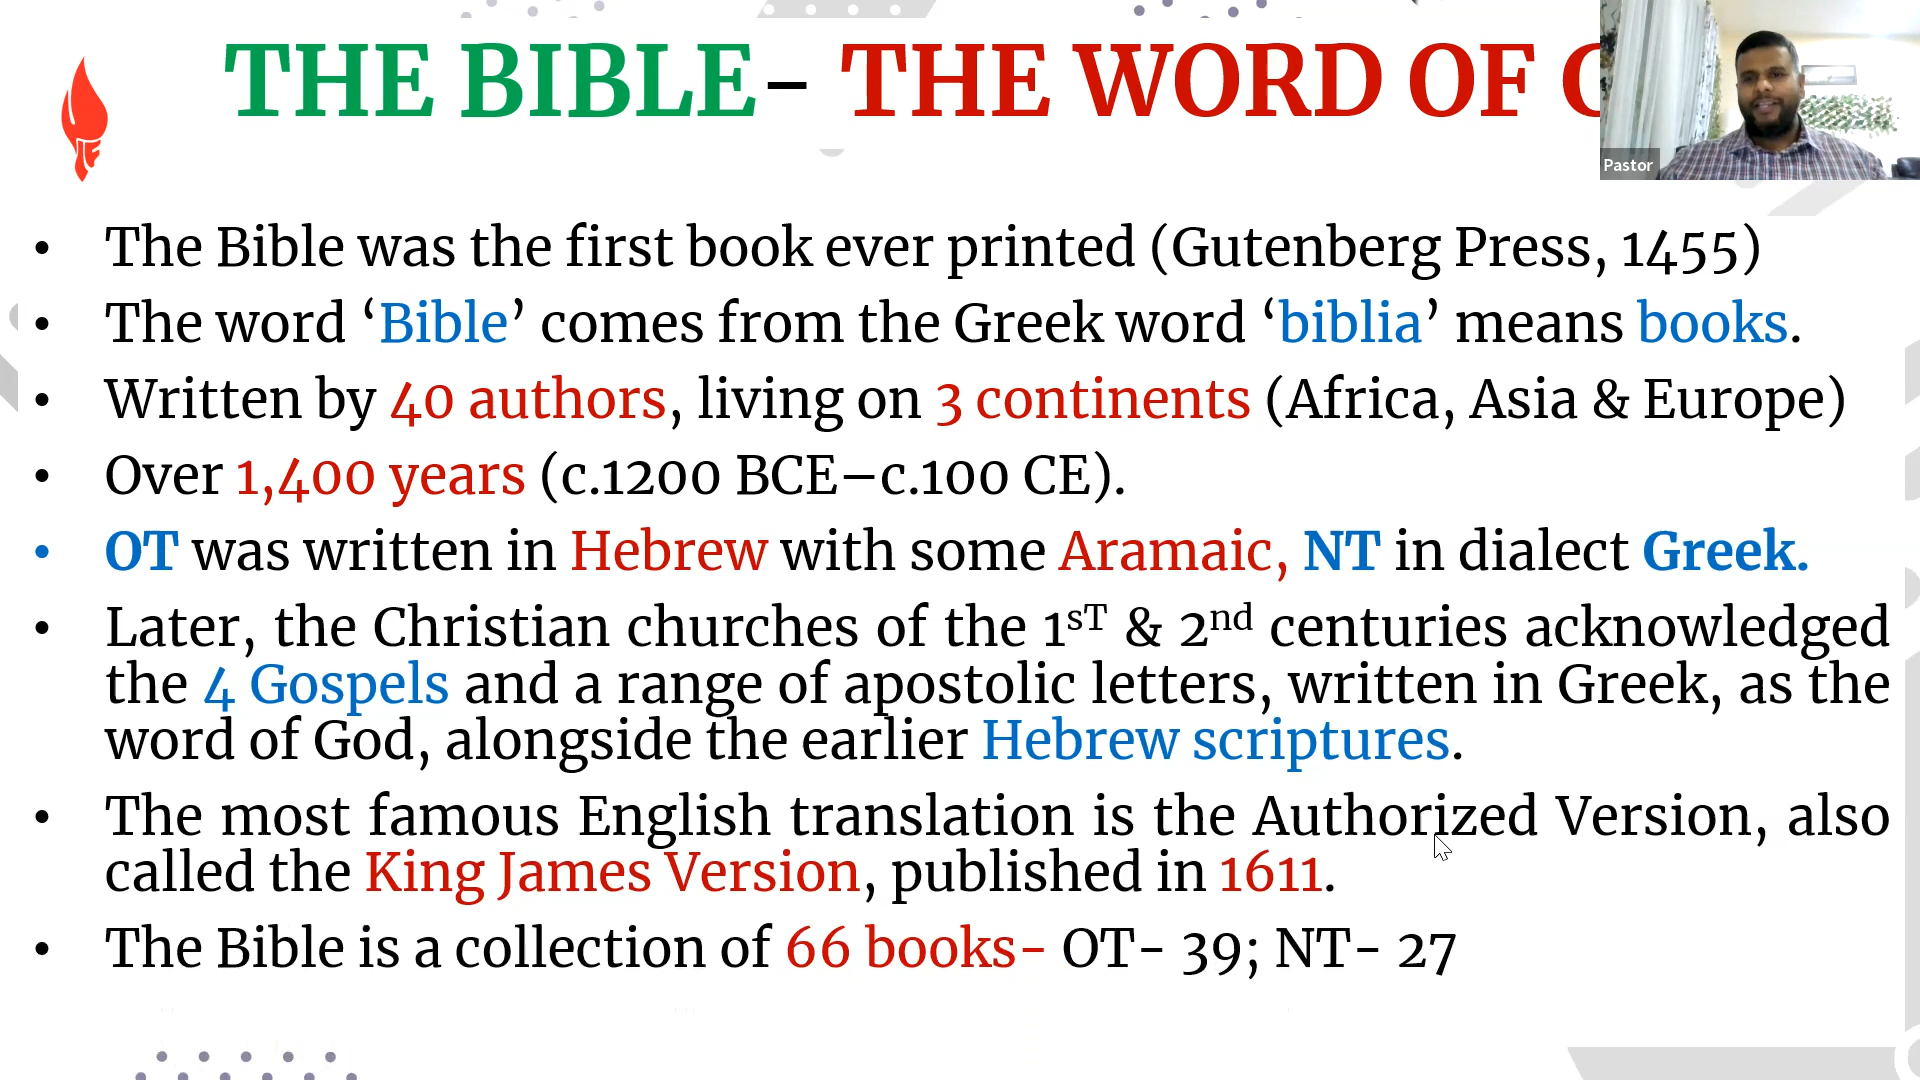 THE BIBLE– THE WORD OF
Pastor
• The Bible was the first book ever printed (Gutenberg Press, 1455)
• The word ‘Bible’ comes from the Greek word ‘biblia’ means books.
• Written by 40 authors, living on 3 continents (Africa, Asia & Europe)
• Over 1,400 years (c.1200 BCE–c.100 CE).
• OT was written in Hebrew with some Aramaic, NT in dialect Greek.
• Later, the Christian churches of the 1sT & 2nd centuries acknowledged
the 4 Gospels and a range of apostolic letters, written in Greek, as the
word of God, alongside the earlier Hebrew scriptures.
• The most famous English translation is the Authorized Version, also
called the King James Version, published in 1611.
• The Bible is a collection of 66 books- OT- 39; NT- 27